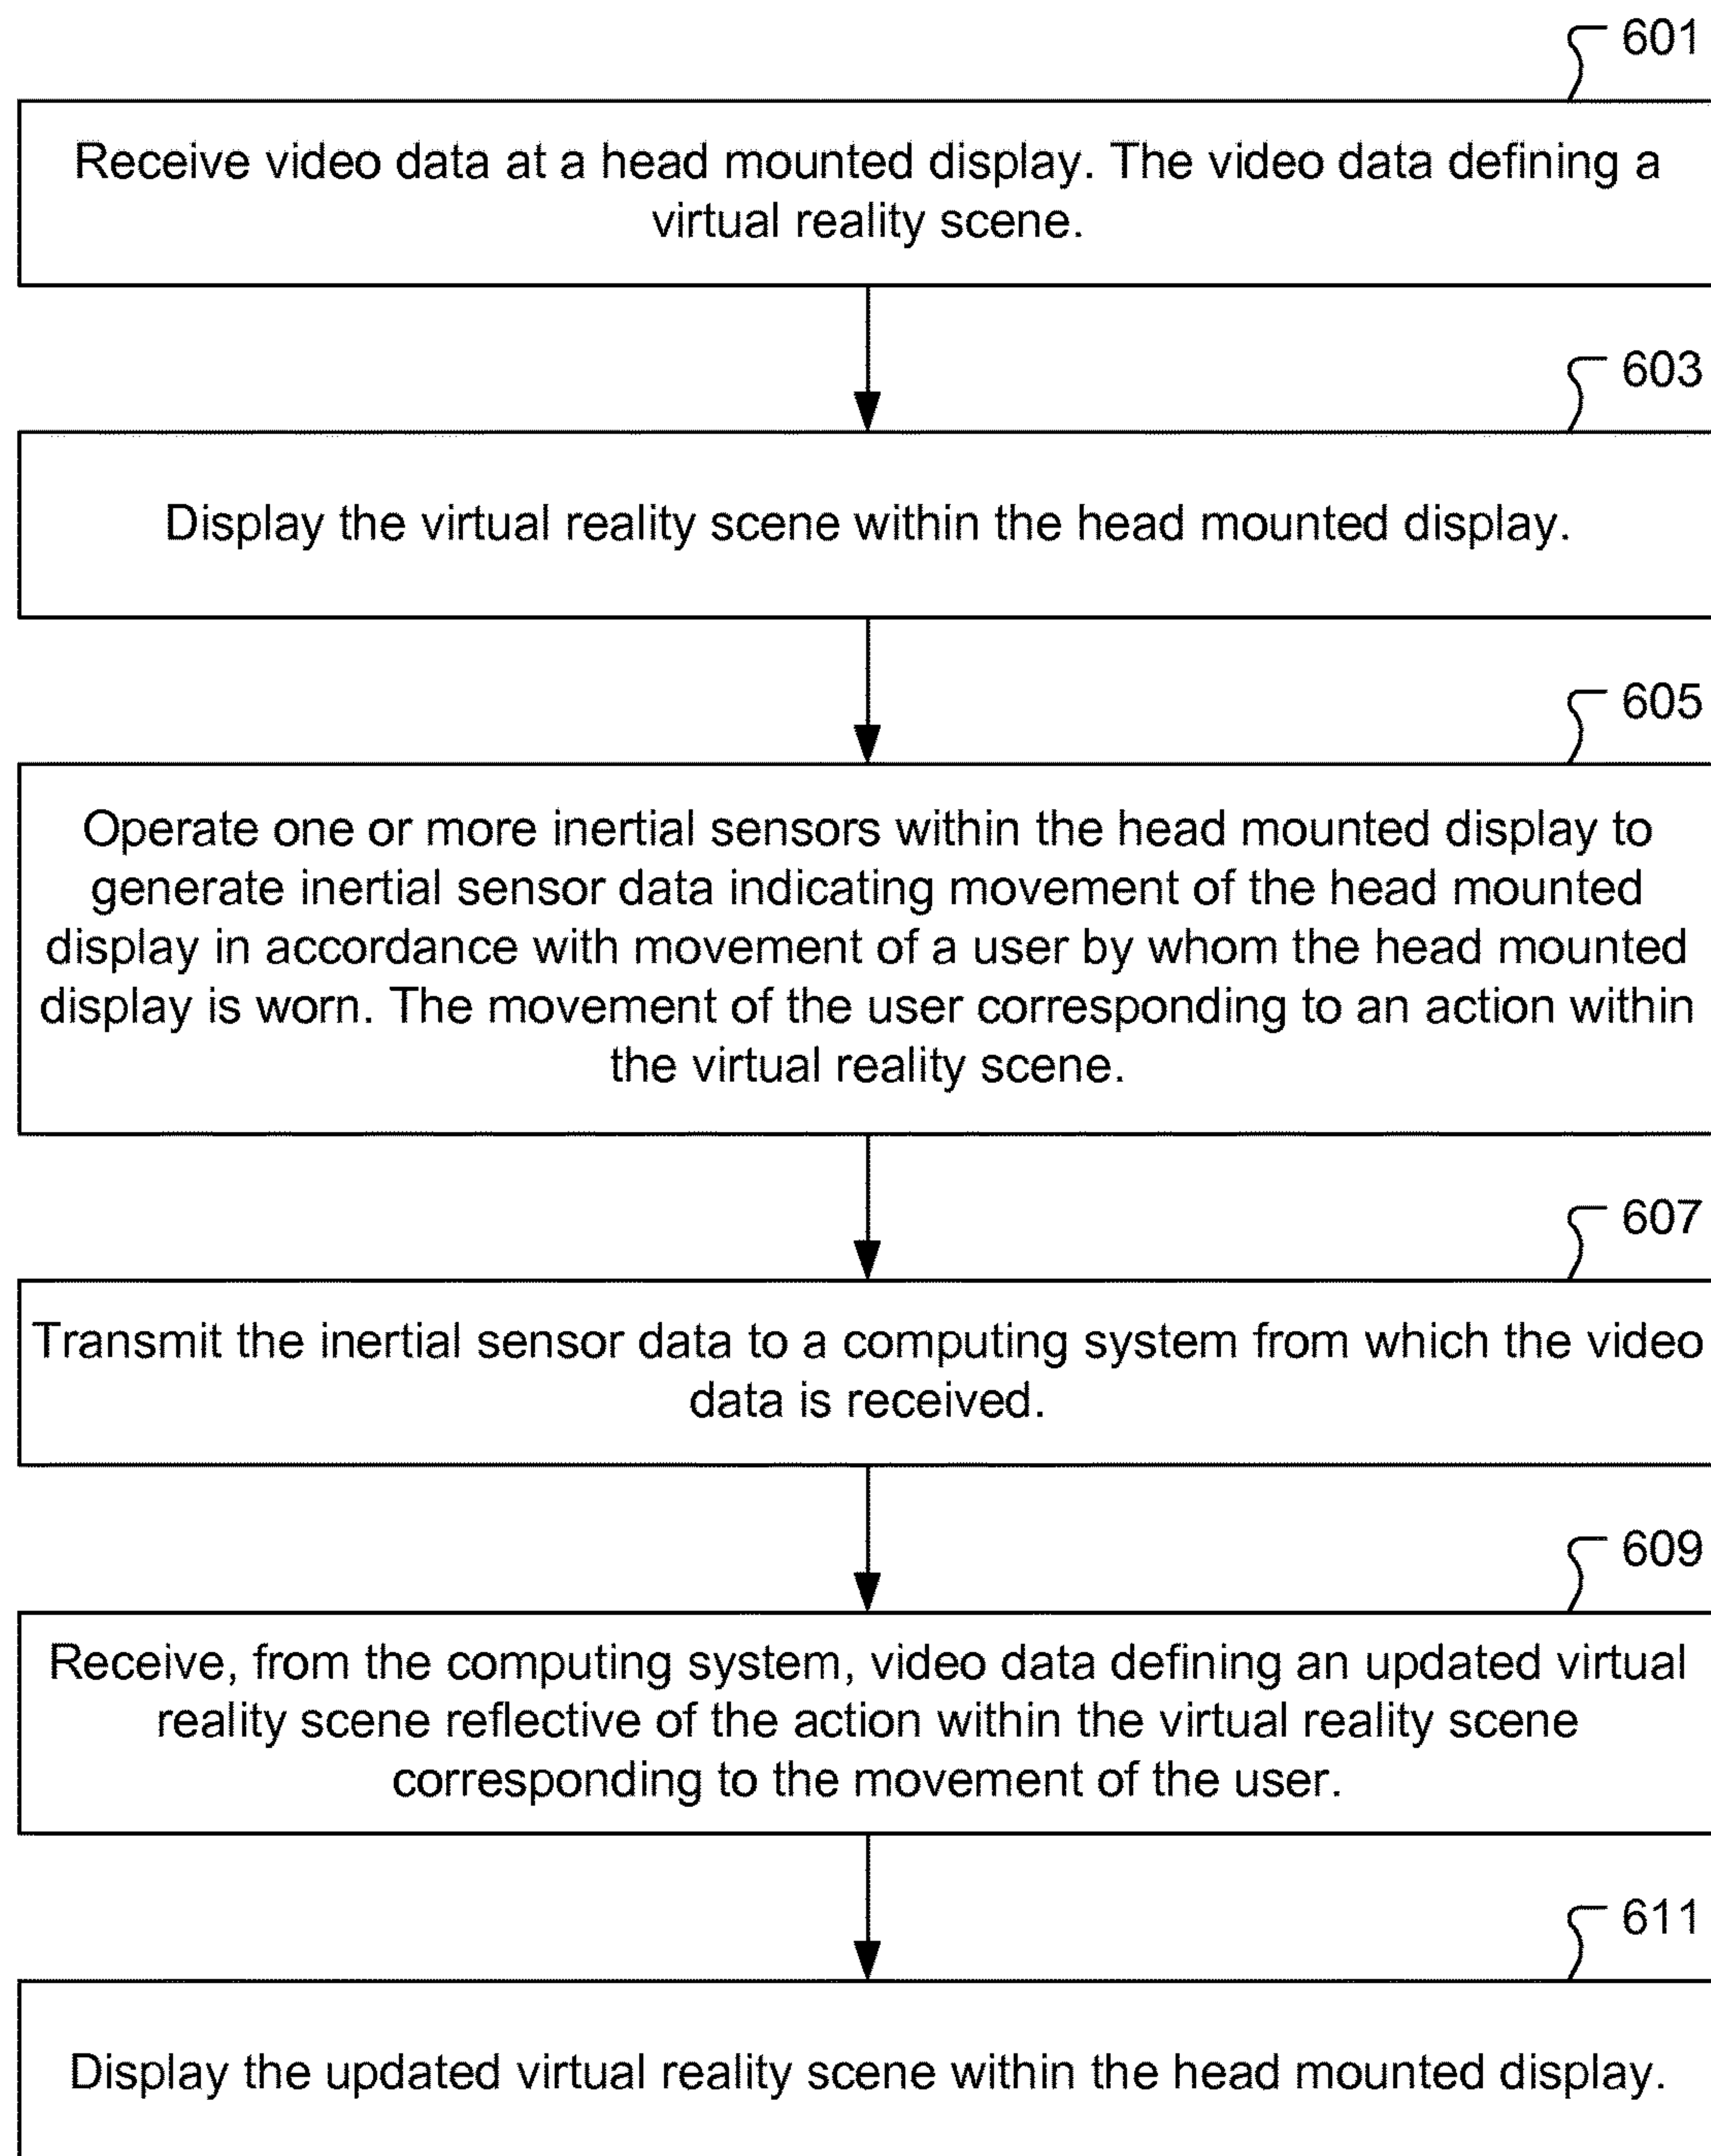 601
Receive video data at a head mounted display. The video data defining a
virtual reality scene.
603
Display the virtual reality scene within the head mounted display.
605
Operate one or more inertial sensors within the head mounted display to
generate inertial sensor data indicating movement of the head mounted
display in accordance with movement of a user by whom the head mounted
display is worn. The movement of the user corresponding to an action within
the virtual reality scene.
607
Transmit the inertial sensor data to a computing system from which the video
data is received.
609
Receive, from the computing system, video data defining an updated virtual
reality scene reflective of the action within the virtual reality scene
corresponding to the movement of the user.
611
Display the updated virtual reality scene within the head mounted display.